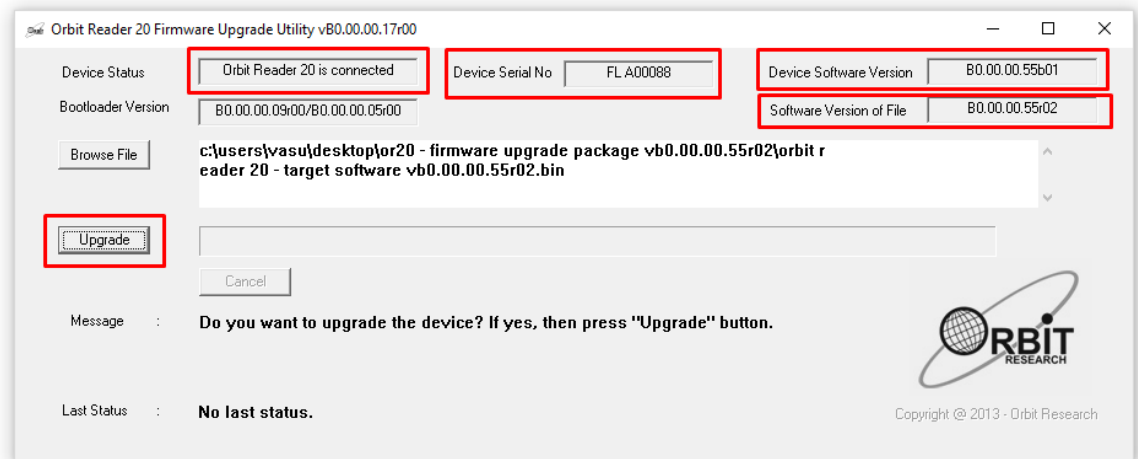 Orbit Reader 20 Firmware Upgrade Utility vB0.00.00.17r00
Device Status Orbit Reader 20 is connected Device Serial No FL A00088 Device Software Version B0.00.00.55b01
Bootloader Version B0.00.00.09r00/B0.00.00.05r00 Software Version of File B0.00.00.55r02
Browse File c:\users\vasu\desktop\or20 - firmware upgrade package vb0.00.00.55r02\orbit r
eader 20 - target software vb0.00.00.55r02.bin
Upgrade
Cancel
Message : Do you want to upgrade the device? If yes, then press "Upgrade" button.
ORBIT
RESEARCH
Last Status : No last status.
Copyright @ 2013 - Orbit Research